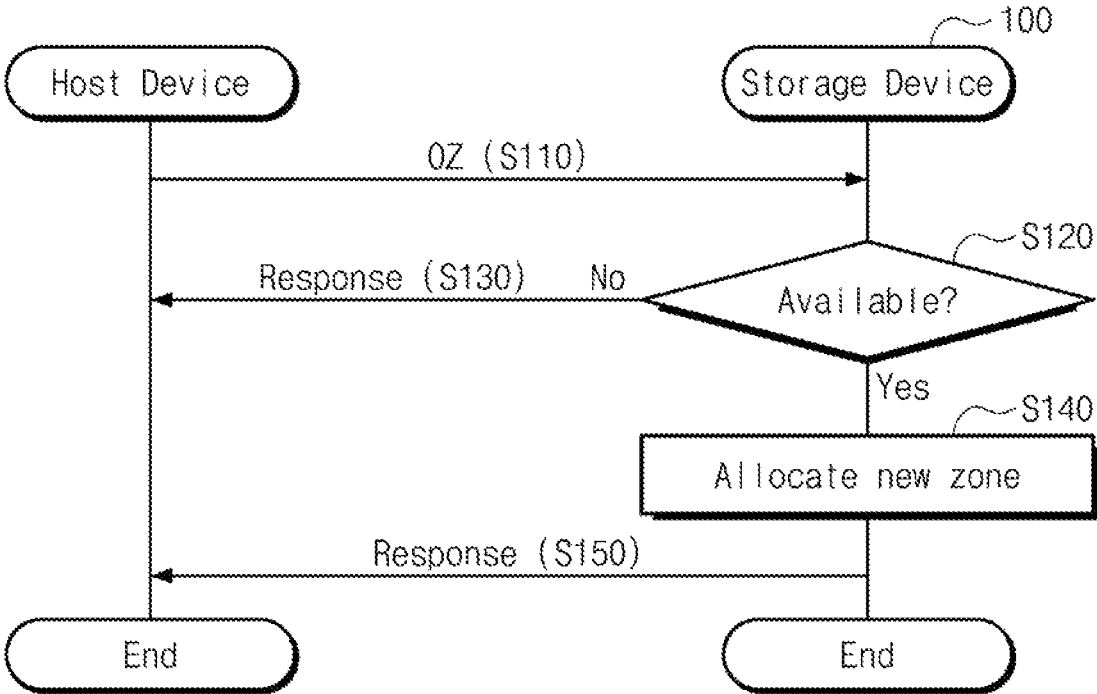 100
Host Device
Storage Device
OZ (S110)
S120
Response (S130)
No
Available?
Yes
S140
Allocate new zone
Response (S150)
End
End